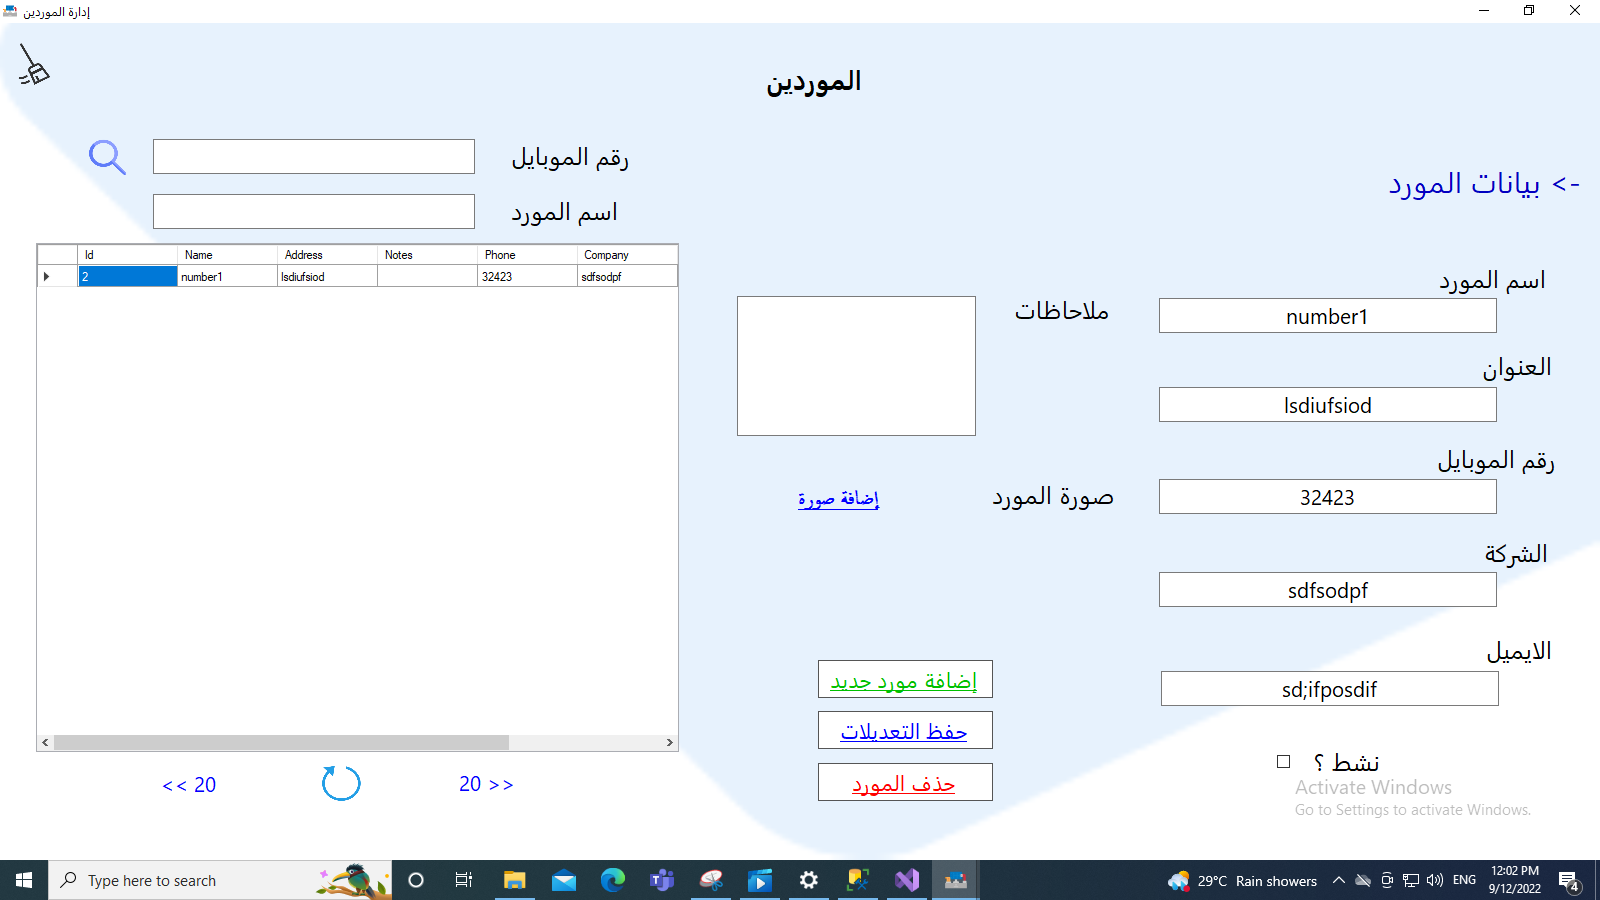 إدارة الموردين
الموردين
رقم الموبايل
اسم المورد
Id Name Address Notes Phone Company
2 number1 lsdiufsiod 32423 sdfsodpf
<< 20
20 >>
-> بيانات المورد
اسم المورد
number1
العنوان
lsdiufsiod
رقم الموبايل
32423
الشركة
sdfsodpf
الايميل
sd;ifposdif
نشط ؟
ملاحظات
صورة المورد
إضافة صورة
إضافة مورد جديد
حفظ التعديلات
حذف المورد
Activate Windows
Go to Settings to activate Windows.
Type here to search
29°C Rain showers
ENG
12:02 PM
9/12/2022
4